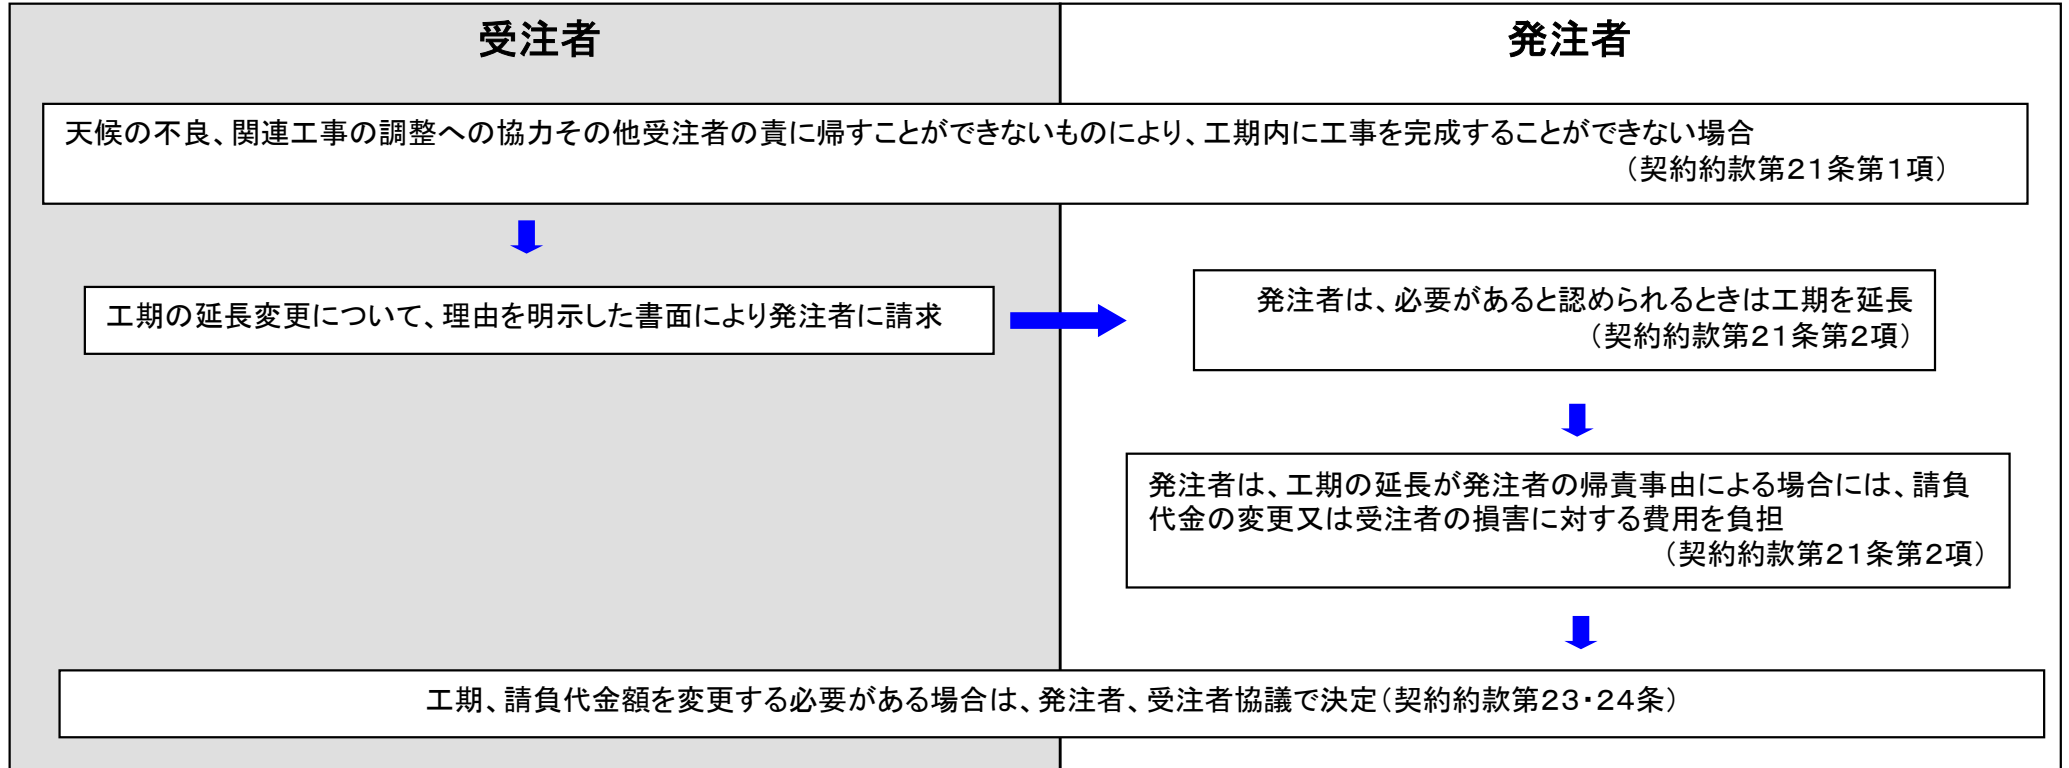 受注者
発注者
天候の不良、関連工事の調整への協力その他受注者の責に帰すことができないものにより、工期内に工事を完成することができない場合
（契約約款第２１条第１項）
工期の延長変更について、理由を明示した書面により発注者に請求
発注者は、必要があると認められるときは工期を延長
（契約約款第２１条第２項）
発注者は、工期の延長が発注者の帰責事由による場合には、請負
代金の変更又は受注者の損害に対する費用を負担
（契約約款第２１条第２項）
工期、請負代金額を変更する必要がある場合は、発注者、受注者協議で決定（契約約款第２３・２４条）